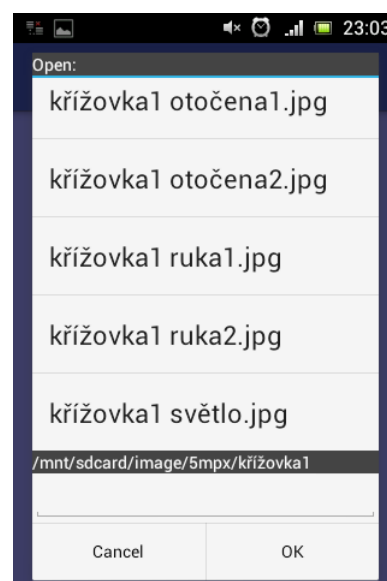 23:03
Open:
křížovka1 otočena1.jpg
křížovka1 otočena2.jpg
křížovka1 ruka1.jpg
křížovka1 ruka2.jpg
křížovka1 světlo.jpg
/mnt/sdcard/image/5mpx/křížovka1
Cancel OK